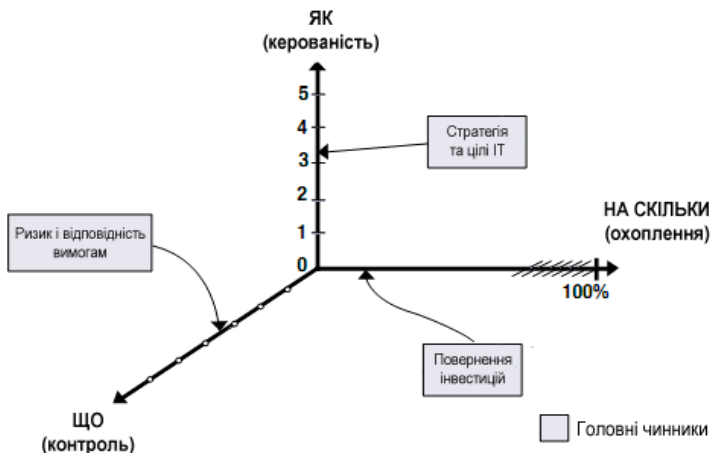 ЯК
(керованість)
5
4
3
2
1
0
Стратегія
та цілі ІТ
НА СКІЛЬКИ
(охоплення)
100%
Ризик і відповідність
вимогам
Повернення
інвестицій
ЩО
(контроль)
Головні чинники